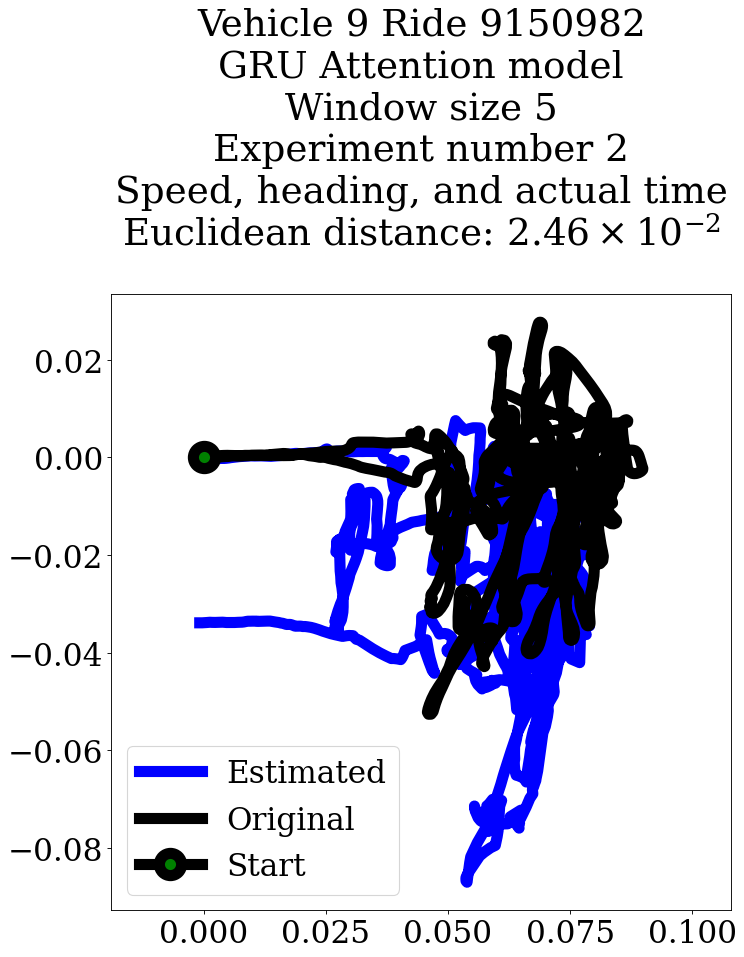 Vehicle 9 Ride 9150982
GRU Attention model
Window size 5
Experiment number 2
Speed, heading, and actual time
Euclidean distance: 2.46 × 10⁻²
0.02
0.00
−0.02
−0.04
−0.06
−0.08
Estimated
Original
Start
0.000 0.025 0.050 0.075 0.100